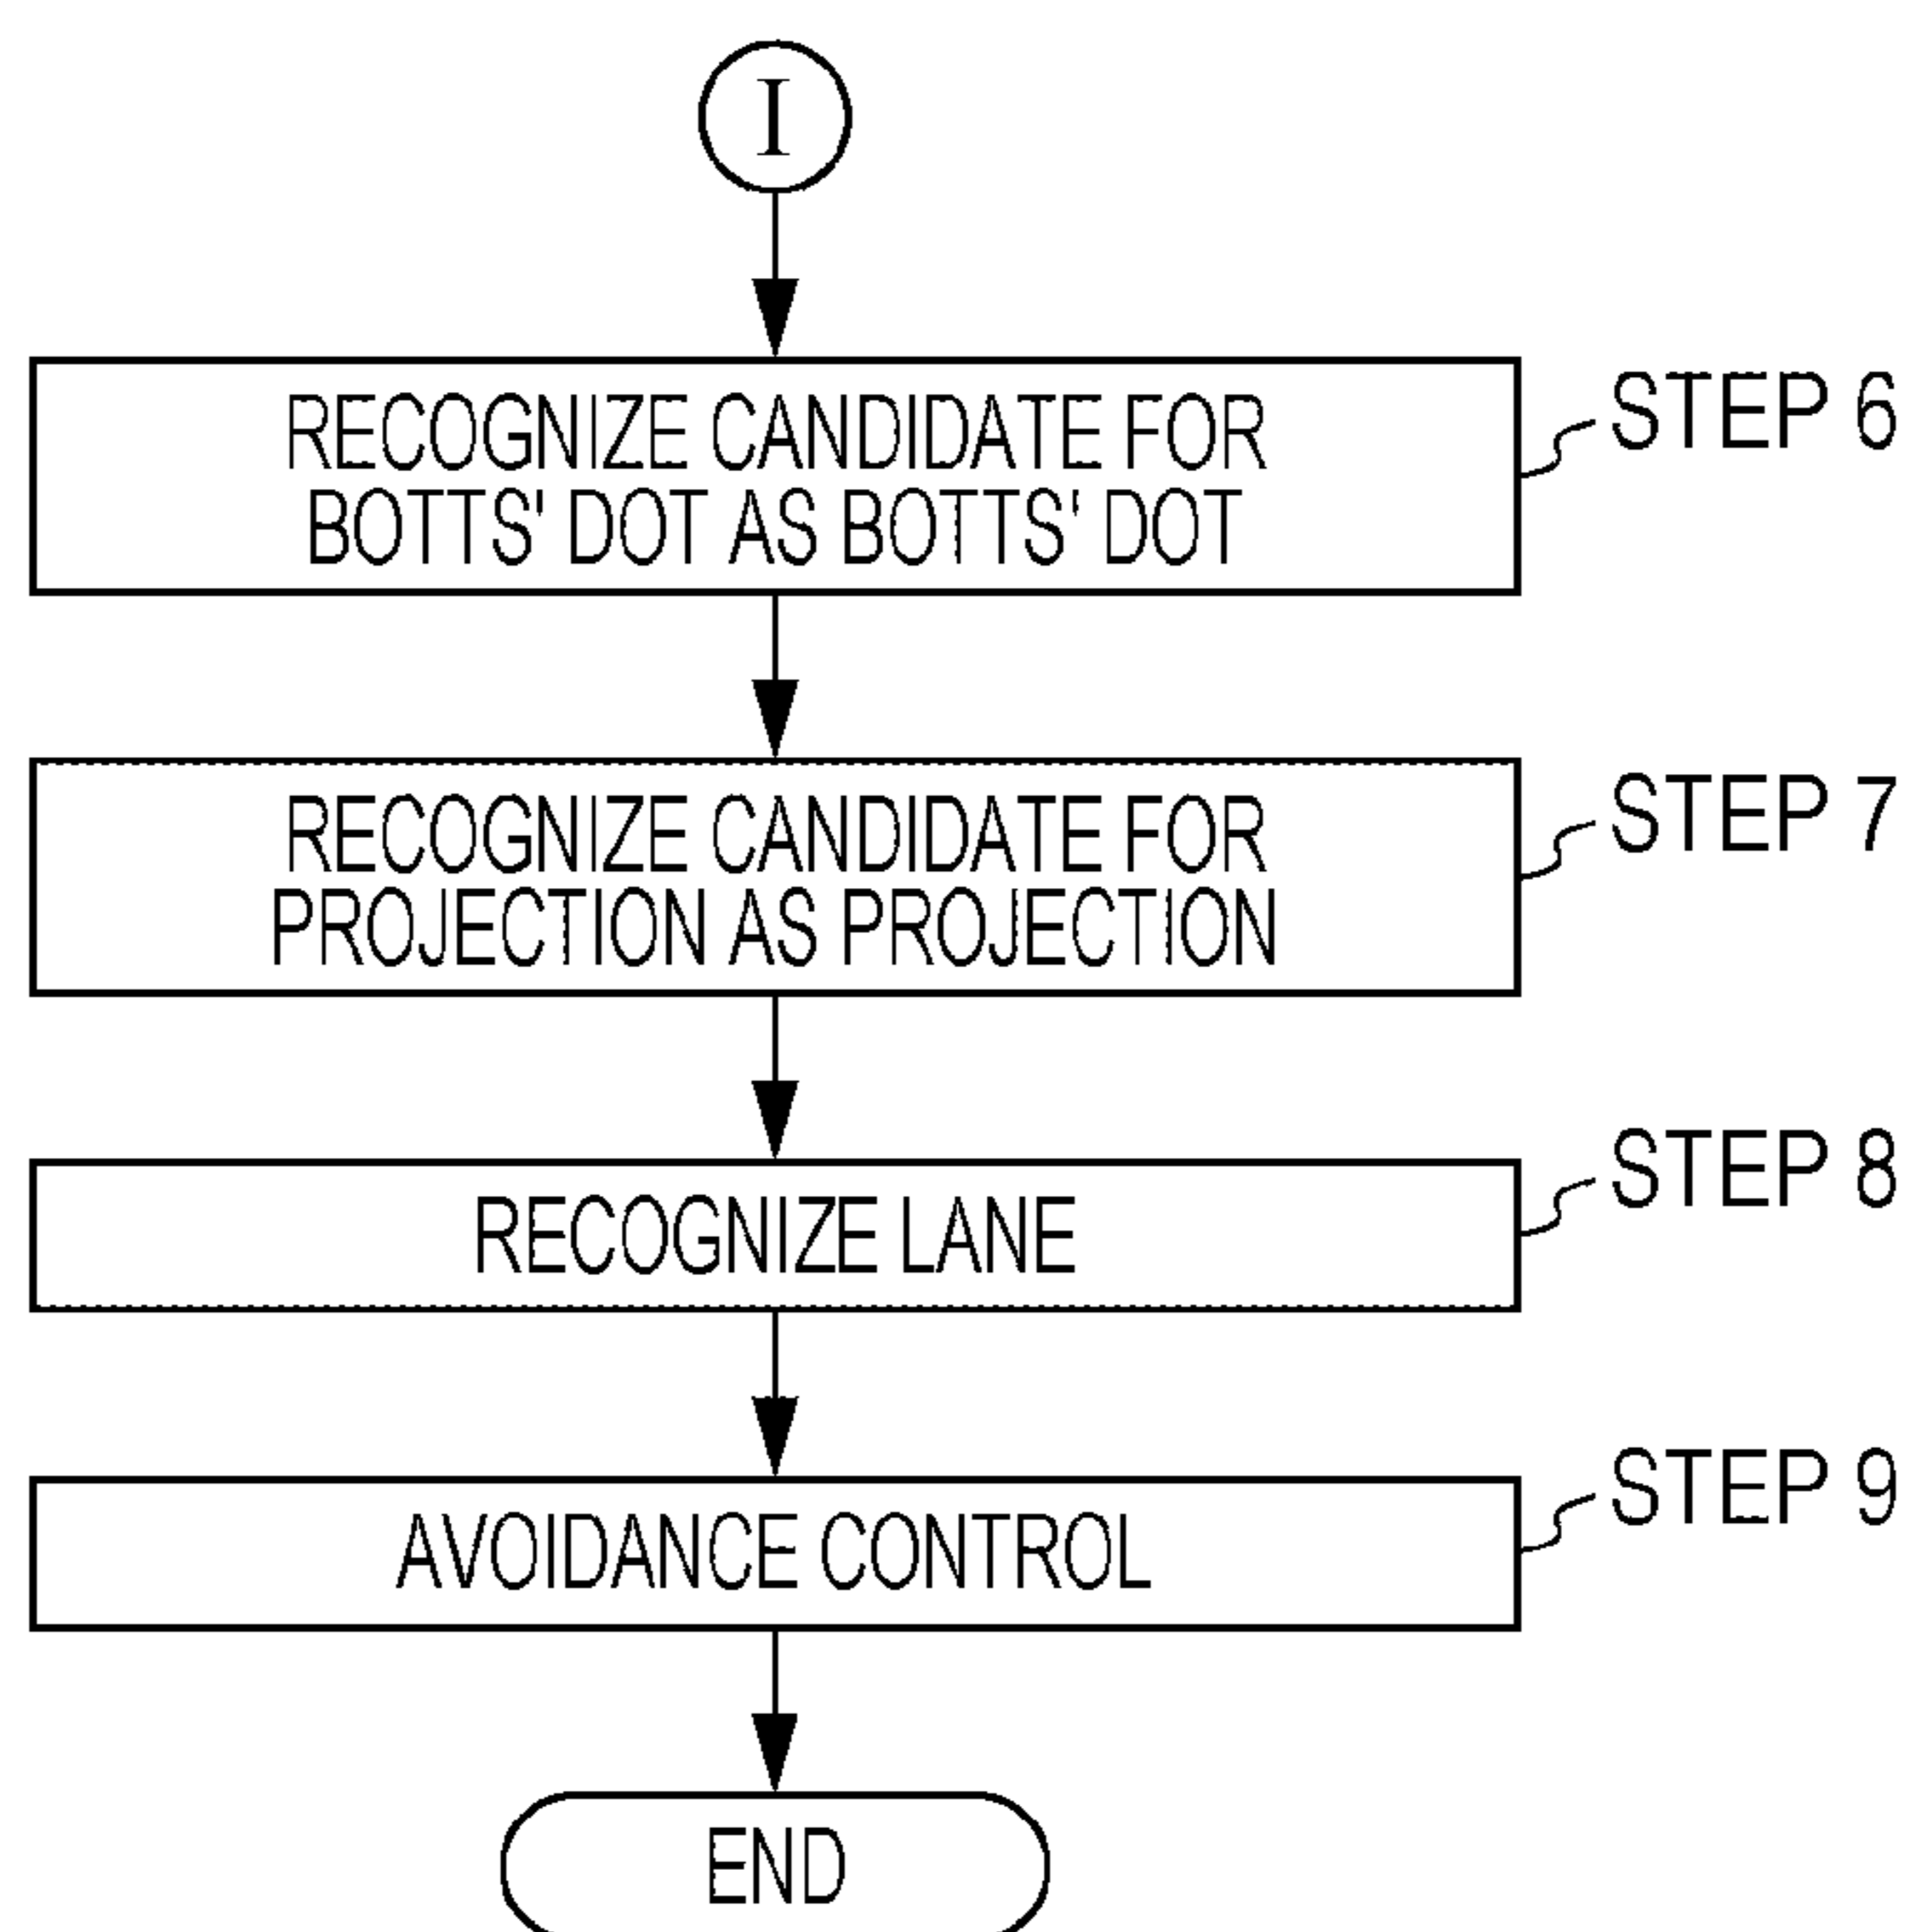 I
RECOGNIZE CANDIDATE FOR
BOTTS' DOT AS BOTTS' DOT
STEP 6
RECOGNIZE CANDIDATE FOR
PROJECTION AS PROJECTION
STEP 7
RECOGNIZE LANE
STEP 8
AVOIDANCE CONTROL
STEP 9
END